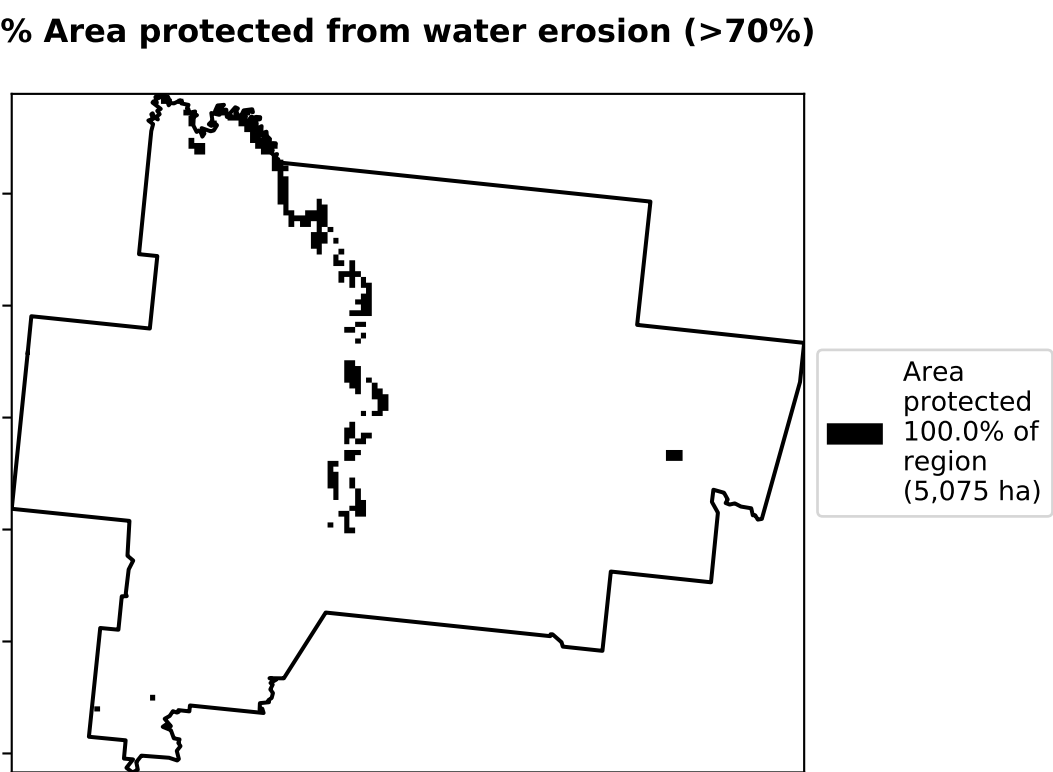 % Area protected from water erosion (>70%)
Area
protected
100.0% of
region
(5,075 ha)